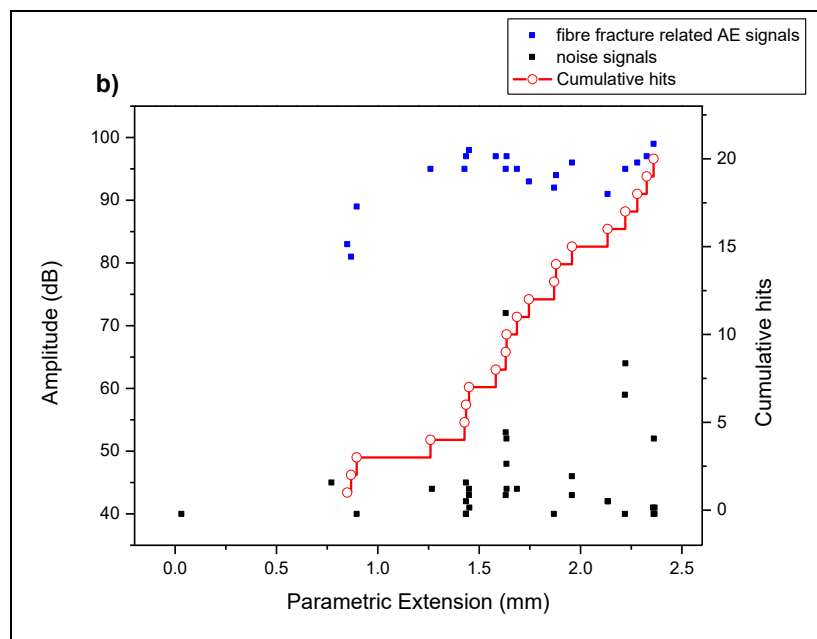 fibre fracture related AE signals
noise signals
Cumulative hits
b)
100
90
80
70
60
50
40
Amplitude (dB)
20
15
10
5
0
Cumulative hits
0.0 0.5 1.0 1.5 2.0 2.5
Parametric Extension (mm)